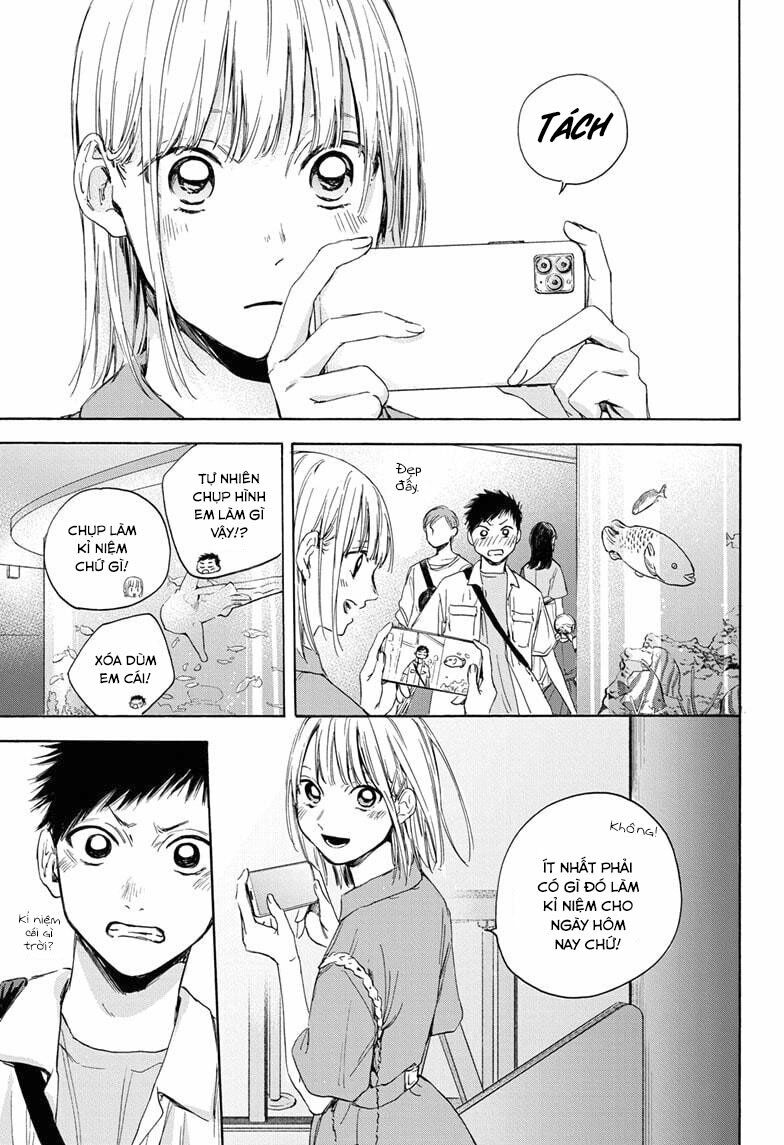 TÁCH
Đẹp
đấy.
TỰ NHIÊN
CHỤP HÌNH
EM LÀM GÌ
VẬY!?
CHỤP LÀM
KỈ NIỆM
CHỨ GÌ!
XÓA DÙM
EM CÁI!
Không!
ÍT NHẤT PHẢI
CÓ GÌ ĐÓ LÀM
KỈ NIỆM CHO
NGÀY HÔM
NAY CHỨ!
Kỉ niệm
cái gì
trời?